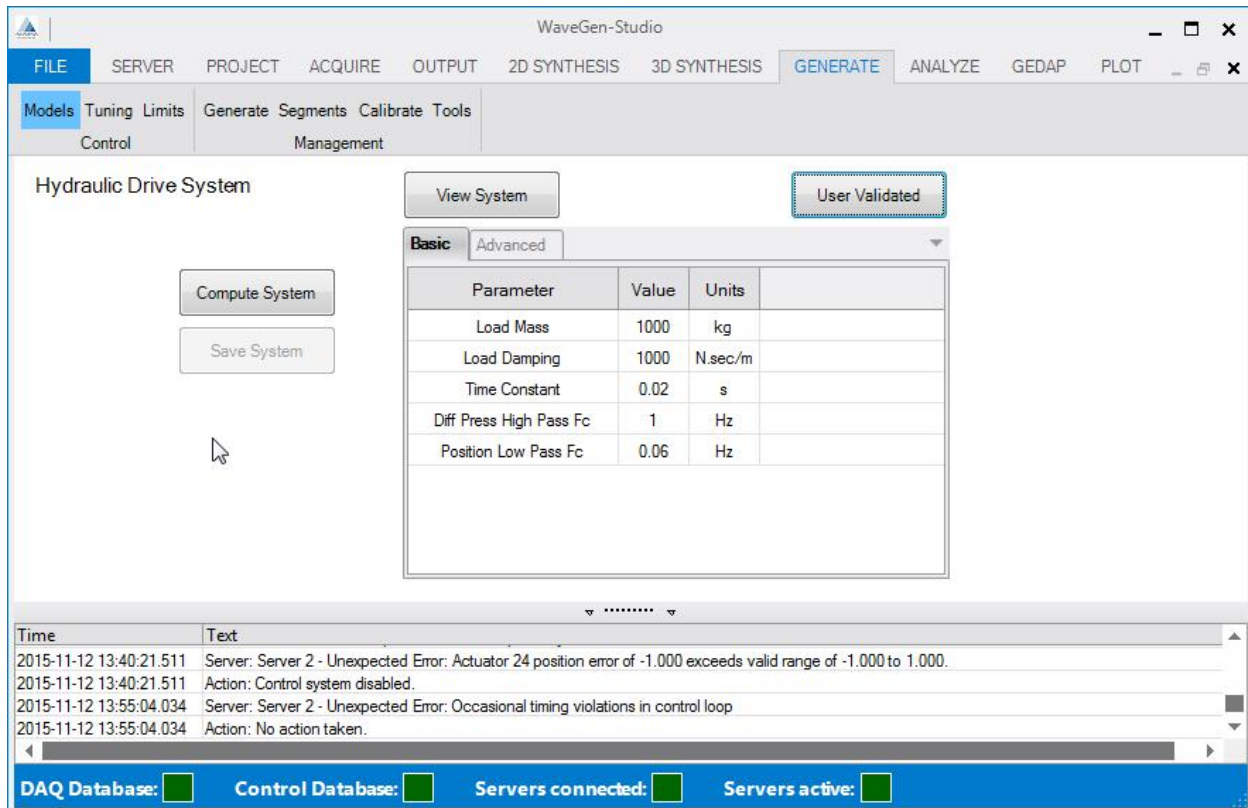 WaveGen-Studio
FILE SERVER PROJECT ACQUIRE OUTPUT 2D SYNTHESIS 3D SYNTHESIS GENERATE ANALYZE GEDAP PLOT
Models Tuning Limits Generate Segments Calibrate Tools
Control Management
Hydraulic Drive System
View System User Validated
Basic Advanced
Compute System
Save System
Parameter Value Units
Load Mass 1000 kg
Load Damping 1000 N.sec/m
Time Constant 0.02 s
Diff Press High Pass Fc 1 Hz
Position Low Pass Fc 0.06 Hz
Time Text
2015-11-12 13:40:21.511 Server: Server 2 - Unexpected Error: Actuator 24 position error of -1.000 exceeds valid range of -1.000 to 1.000.
2015-11-12 13:40:21.511 Action: Control system disabled.
2015-11-12 13:55:04.034 Server: Server 2 - Unexpected Error: Occasional timing violations in control loop
2015-11-12 13:55:04.034 Action: No action taken.
DAQ Database: Control Database: Servers connected: Servers active: